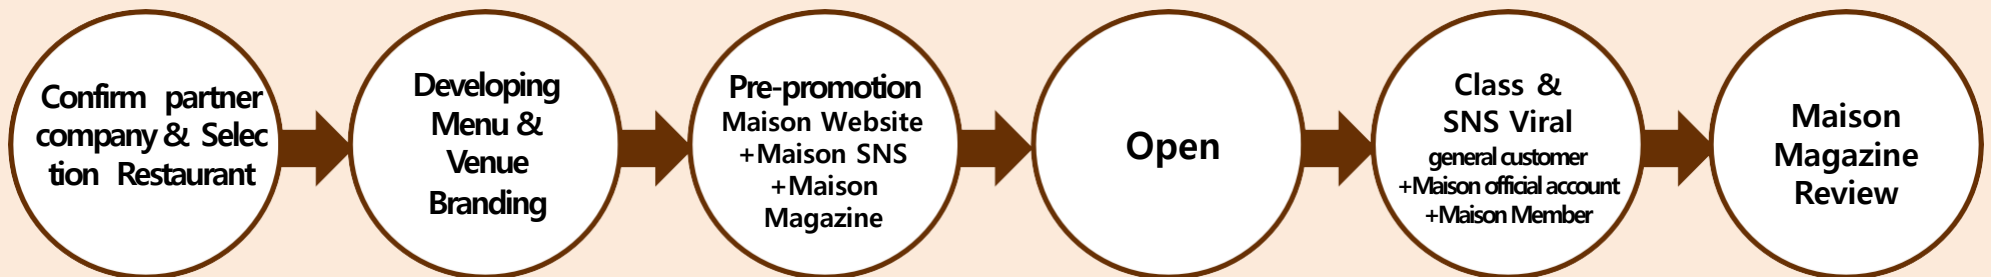 Confirm partner
company & Selec
tion Restaurant
Developing
Menu &
Venue
Branding
Pre-promotion
Maison Website
+Maison SNS
+Maison
Magazine
Open
Class &
SNS Viral
general customer
+Maison official account
+Maison Member
Maison
Magazine
Review